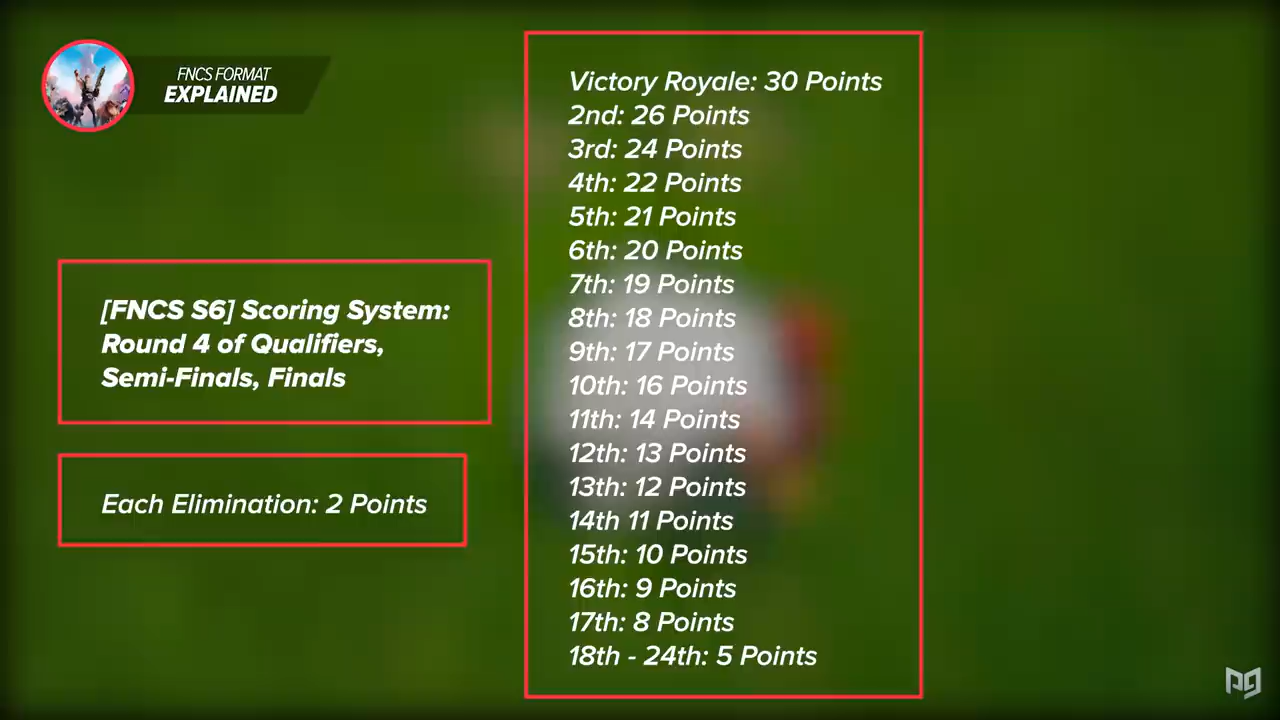 FNCS FORMAT
EXPLAINED
[FNCS S6] Scoring System:
Round 4 of Qualifiers,
Semi-Finals, Finals
Each Elimination: 2 Points
Victory Royale: 30 Points
2nd: 26 Points
3rd: 24 Points
4th: 22 Points
5th: 21 Points
6th: 20 Points
7th: 19 Points
8th: 18 Points
9th: 17 Points
10th: 16 Points
11th: 14 Points
12th: 13 Points
13th: 12 Points
14th 11 Points
15th: 10 Points
16th: 9 Points
17th: 8 Points
18th - 24th: 5 Points